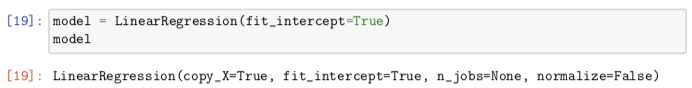 [19]: model = LinearRegression(fit_intercept=True)
model
[19]: LinearRegression(copy_X=True, fit_intercept=True, n_jobs=None, normalize=False)